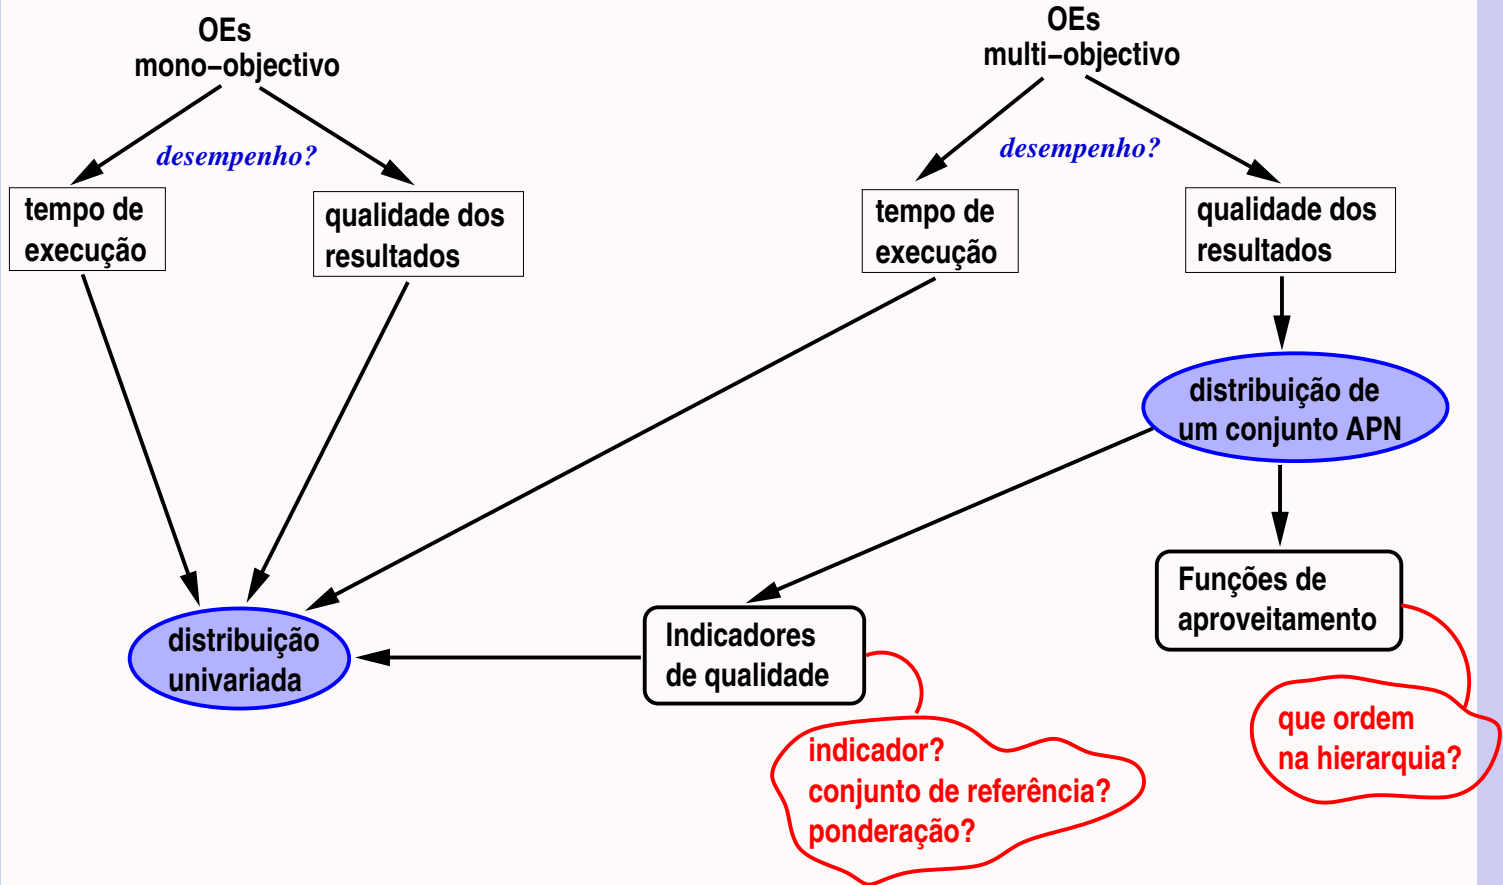 OEs
mono–objectivo
desempenho?
tempo de
execução
qualidade dos
resultados
OEs
multi–objectivo
desempenho?
tempo de
execução
qualidade dos
resultados
distribuição de
um conjunto APN
Funções de
aproveitamento
distribuição
univariada
Indicadores
de qualidade
que ordem
na hierarquia?
indicador?
conjunto de referência?
ponderação?